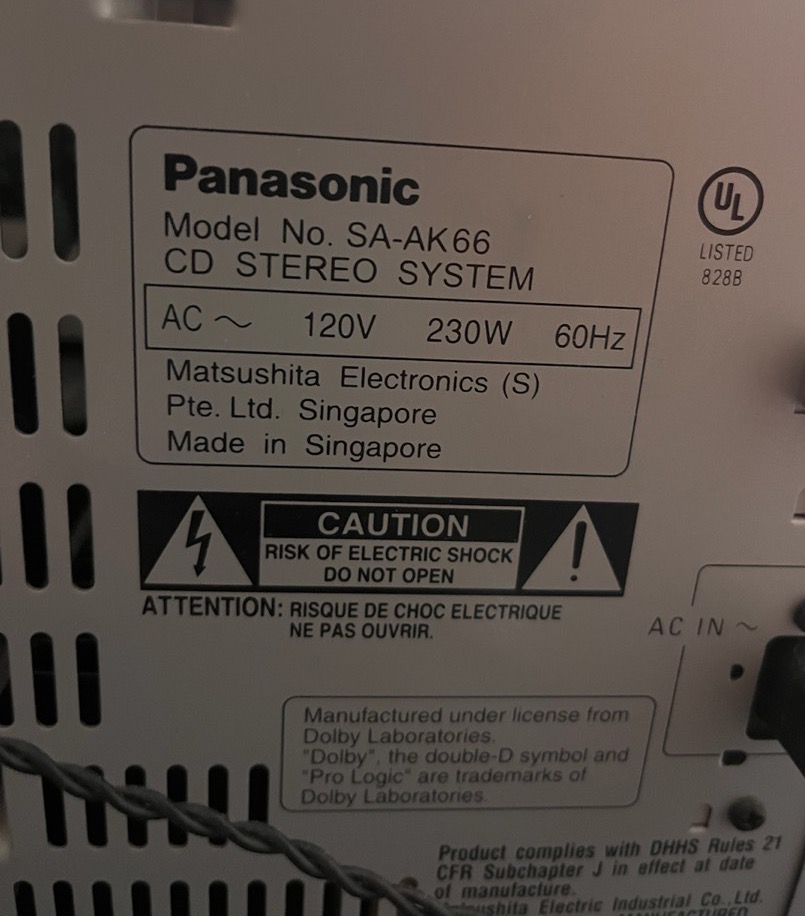 Panasonic
Model No. SA-AK66
CD STEREO SYSTEM
AC ~ 120V 230W 60Hz
Matsushita Electronics (S)
Pte. Ltd. Singapore
Made in Singapore
UL
LISTED
828B
CAUTION
RISK OF ELECTRIC SHOCK
DO NOT OPEN
ATTENTION: RISQUE DE CHOC ELECTRIQUE
NE PAS OUVRIR.
AC IN ~
Manufactured under license from
Dolby Laboratories.
"Dolby", the double-D symbol and
"Pro Logic" are trademarks of
Dolby Laboratories.
Product complies with DHHS Rules 21
CFR Subchapter J in effect at date
of manufacture.
Electric Industrial Co., Ltd.